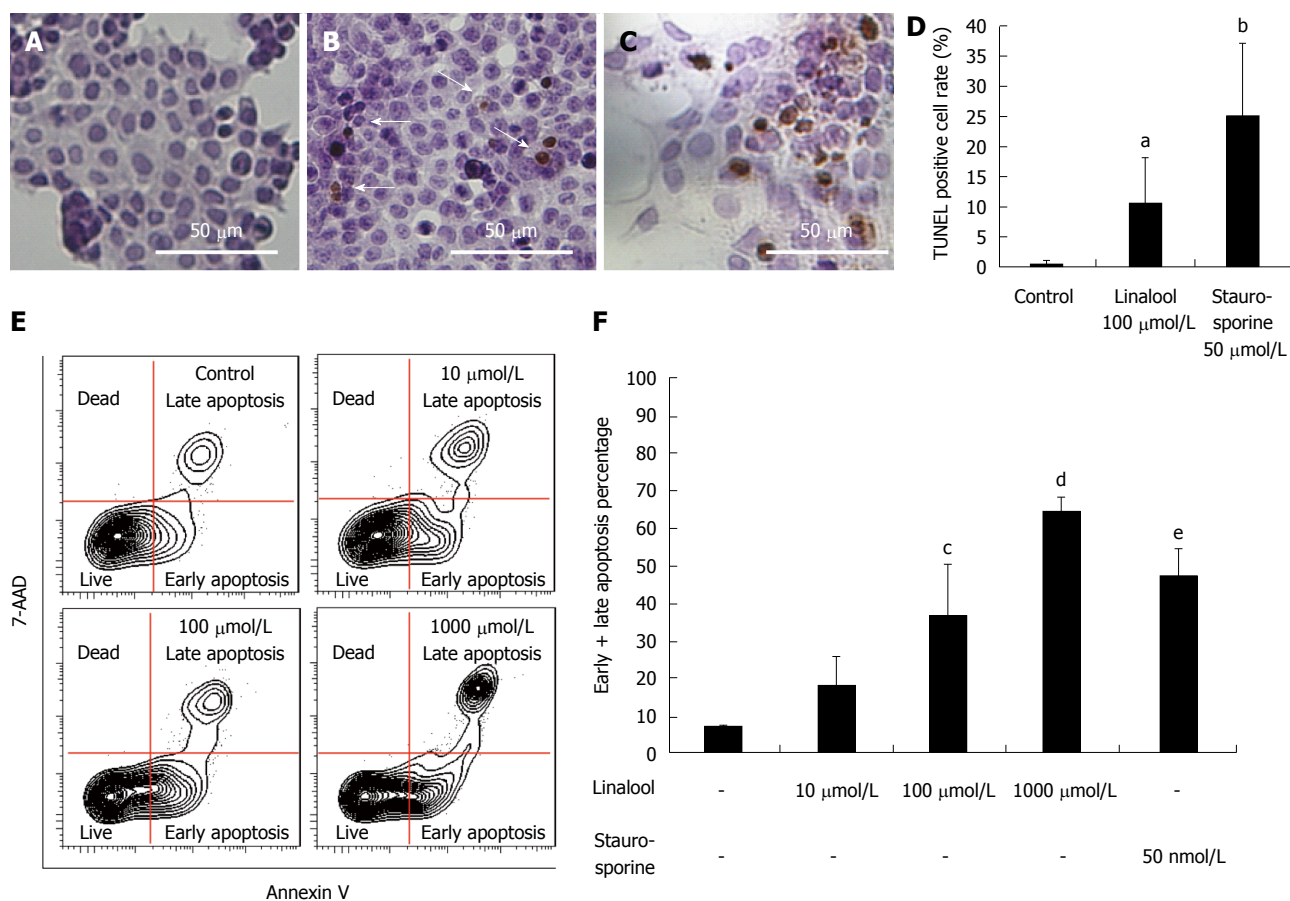 A
B
C
50 μm
50 μm
50 μm
D
TUNEL positive cell rate (%)
40
35
30
25
20
15
10
5
0
a
b
Control
Linalool
100 μmol/L
Stauro-
sporine
50 μmol/L
E
7-AAD
Control
Dead
Late apoptosis
Live
Early apoptosis
10 μmol/L
Dead
Late apoptosis
Live
Early apoptosis
100 μmol/L
Dead
Late apoptosis
Live
Early apoptosis
1000 μmol/L
Dead
Late apoptosis
Live
Early apoptosis
Annexin V
F
Early + late apoptosis percentage
100
90
80
70
60
50
40
30
20
10
0
c
d
e
Linalool - 10 μmol/L 100 μmol/L 1000 μmol/L -
Stauro-
sporine - - - - 50 nmol/L